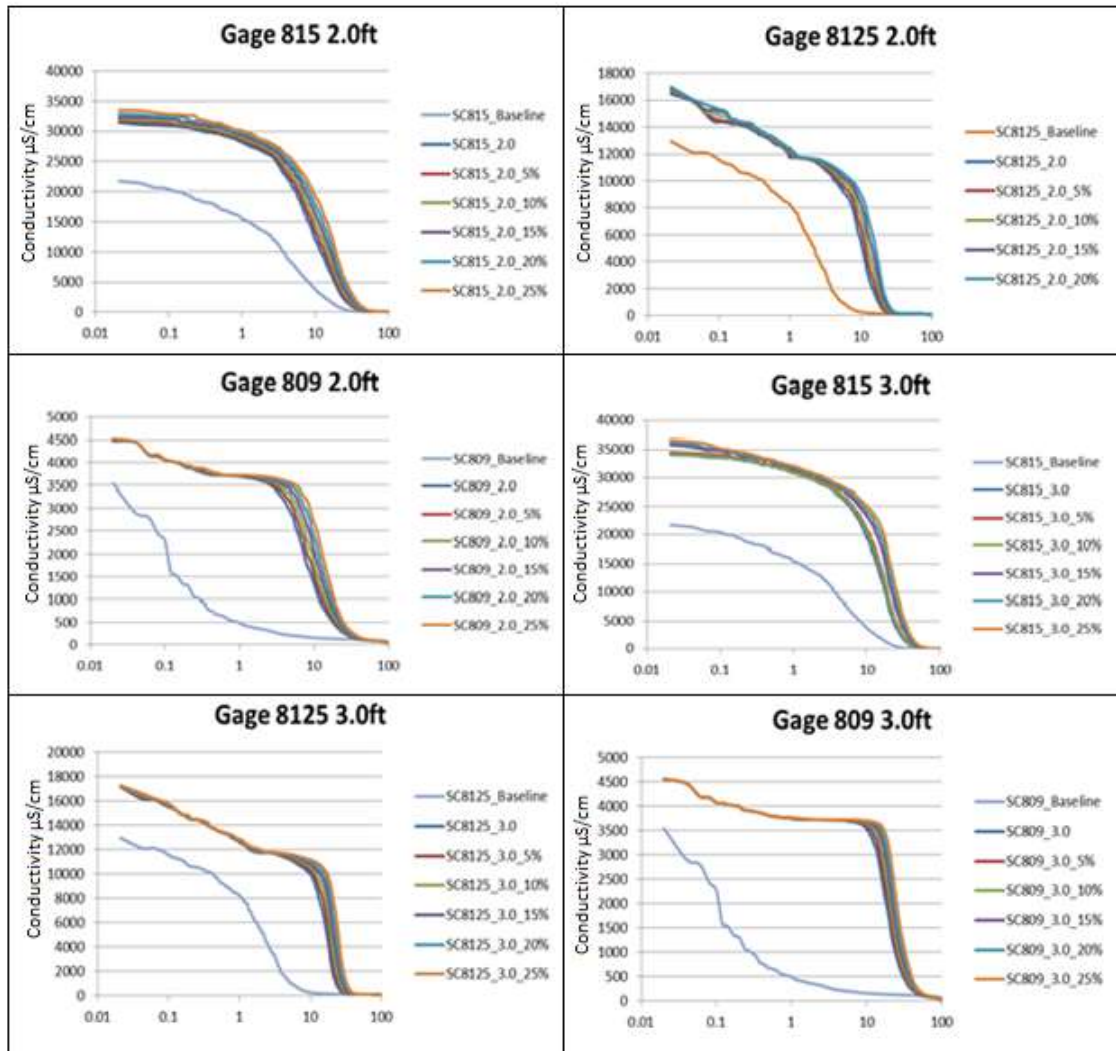 Gage 815 2.0ft
Conductivity µS/cm
40000
35000
30000
25000
20000
15000
10000
5000
0
0.01 0.1 1 10 100
SC815_Baseline
SC815_2.0
SC815_2.0_5%
SC815_2.0_10%
SC815_2.0_15%
SC815_2.0_20%
SC815_2.0_25%
Gage 8125 2.0ft
Conductivity µS/cm
18000
16000
14000
12000
10000
8000
6000
4000
2000
0
0.01 0.1 1 10 100
SC8125_Baseline
SC8125_2.0
SC8125_2.0_5%
SC8125_2.0_10%
SC8125_2.0_15%
SC8125_2.0_20%
Gage 809 2.0ft
Conductivity µS/cm
5000
4500
4000
3500
3000
2500
2000
1500
1000
500
0
0.01 0.1 1 10 100
SC809_Baseline
SC809_2.0
SC809_2.0_5%
SC809_2.0_10%
SC809_2.0_15%
SC809_2.0_20%
SC809_2.0_25%
Gage 815 3.0ft
Conductivity µS/cm
40000
35000
30000
25000
20000
15000
10000
5000
0
0.01 0.1 1 10 100
SC815_Baseline
SC815_3.0
SC815_3.0_5%
SC815_3.0_10%
SC815_3.0_15%
SC815_3.0_20%
SC815_3.0_25%
Gage 8125 3.0ft
Conductivity µS/cm
20000
18000
16000
14000
12000
10000
8000
6000
4000
2000
0
0.01 0.1 1 10 100
SC8125_Baseline
SC8125_3.0
SC8125_3.0_5%
SC8125_3.0_10%
SC8125_3.0_15%
SC8125_3.0_20%
SC8125_3.0_25%
Gage 809 3.0ft
Conductivity µS/cm
5000
4500
4000
3500
3000
2500
2000
1500
1000
500
0
0.01 0.1 1 10 100
SC809_Baseline
SC809_3.0
SC809_3.0_5%
SC809_3.0_10%
SC809_3.0_15%
SC809_3.0_20%
SC809_3.0_25%